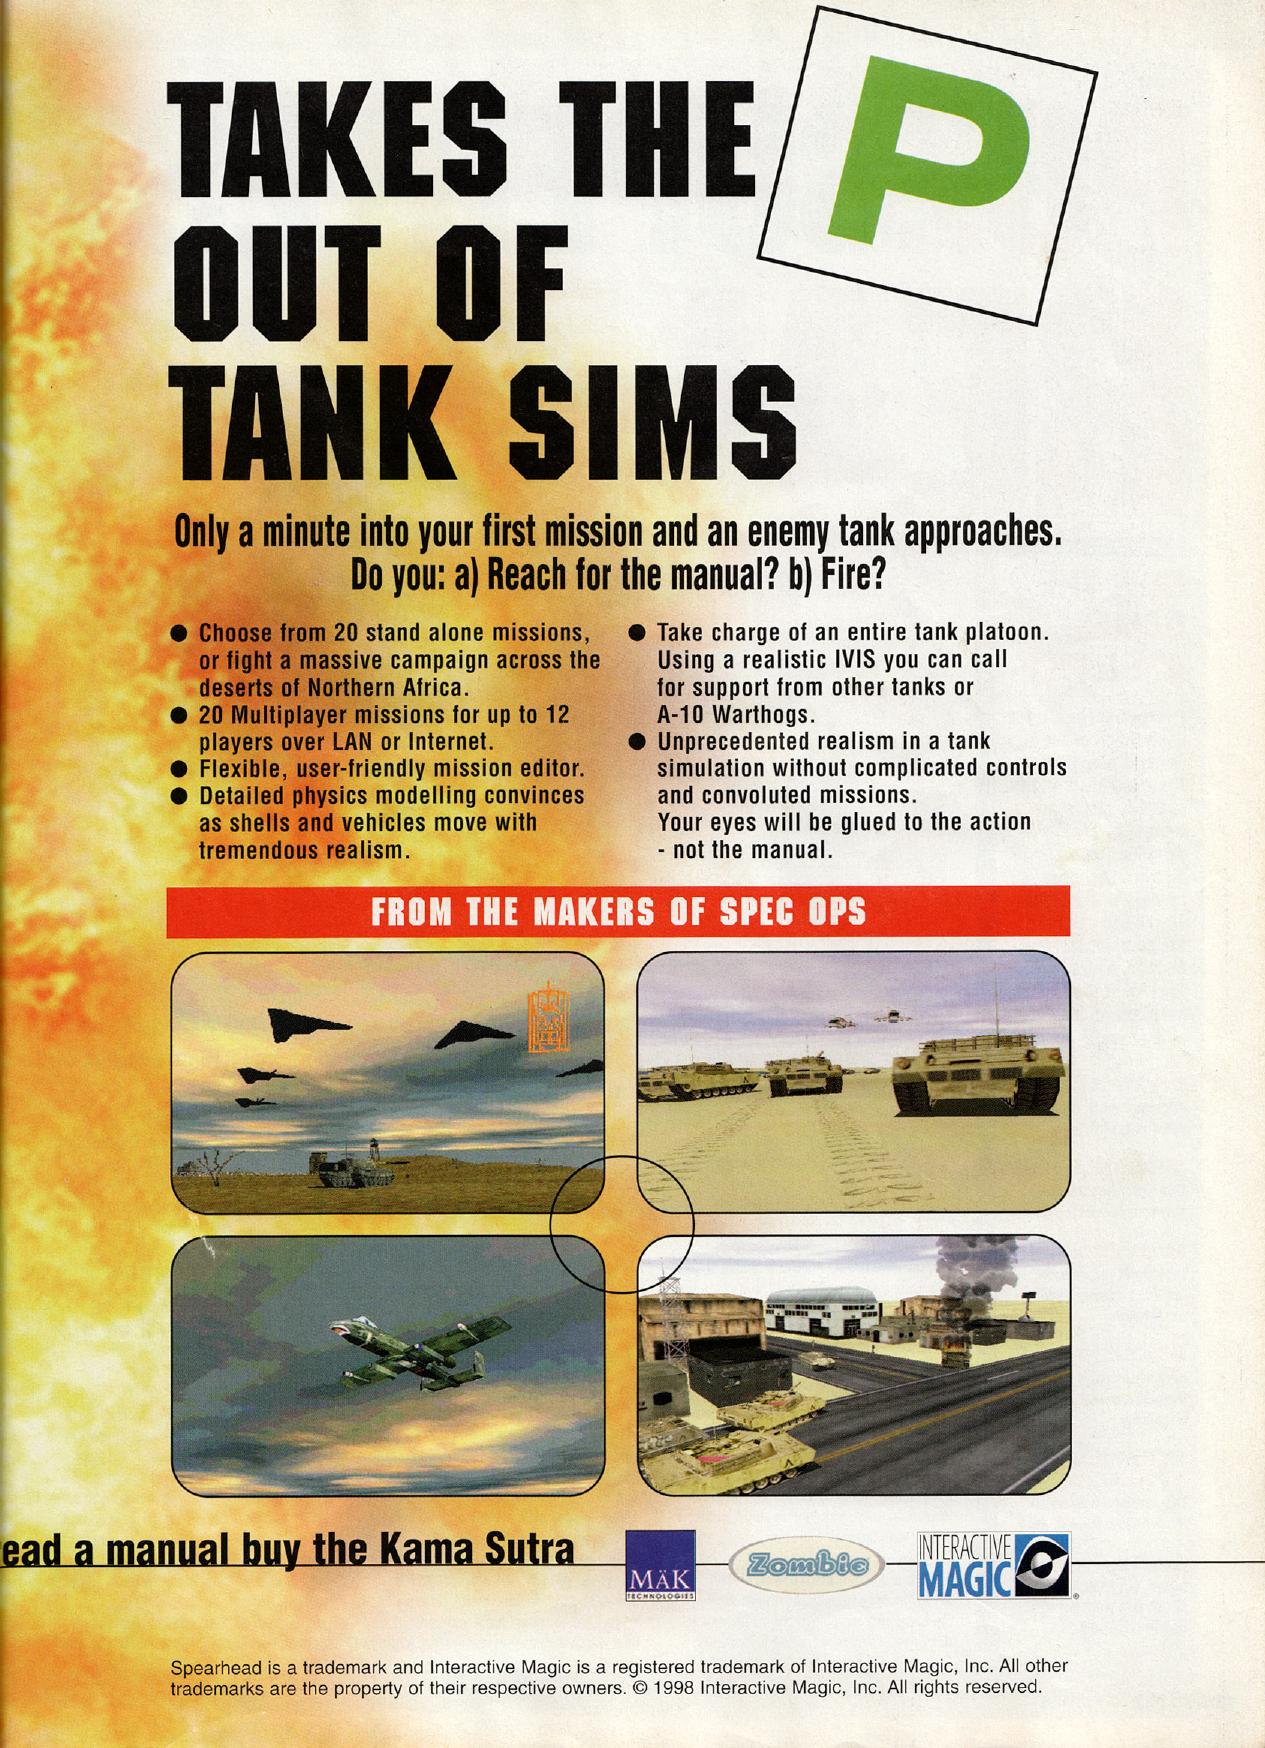 TAKES THE P
OUT OF
TANK SIMS
Only a minute into your first mission and an enemy tank approaches.
Do you: a) Reach for the manual? b) Fire?
● Choose from 20 stand alone missions,
or fight a massive campaign across the
deserts of Northern Africa.
● 20 Multiplayer missions for up to 12
players over LAN or Internet.
● Flexible, user-friendly mission editor.
● Detailed physics modelling convinces
as shells and vehicles move with
tremendous realism.
● Take charge of an entire tank platoon.
Using a realistic IVIS you can call
for support from other tanks or
A-10 Warthogs.
● Unprecedented realism in a tank
simulation without complicated controls
and convoluted missions.
Your eyes will be glued to the action
- not the manual.
FROM THE MAKERS OF SPEC OPS
ead a manual buy the Kama Sutra
MÄK
TECHNOLOGIES
Zombie
INTERACTIVE
MAGIC®
Spearhead is a trademark and Interactive Magic is a registered trademark of Interactive Magic, Inc. All other
trademarks are the property of their respective owners. © 1998 Interactive Magic, Inc. All rights reserved.